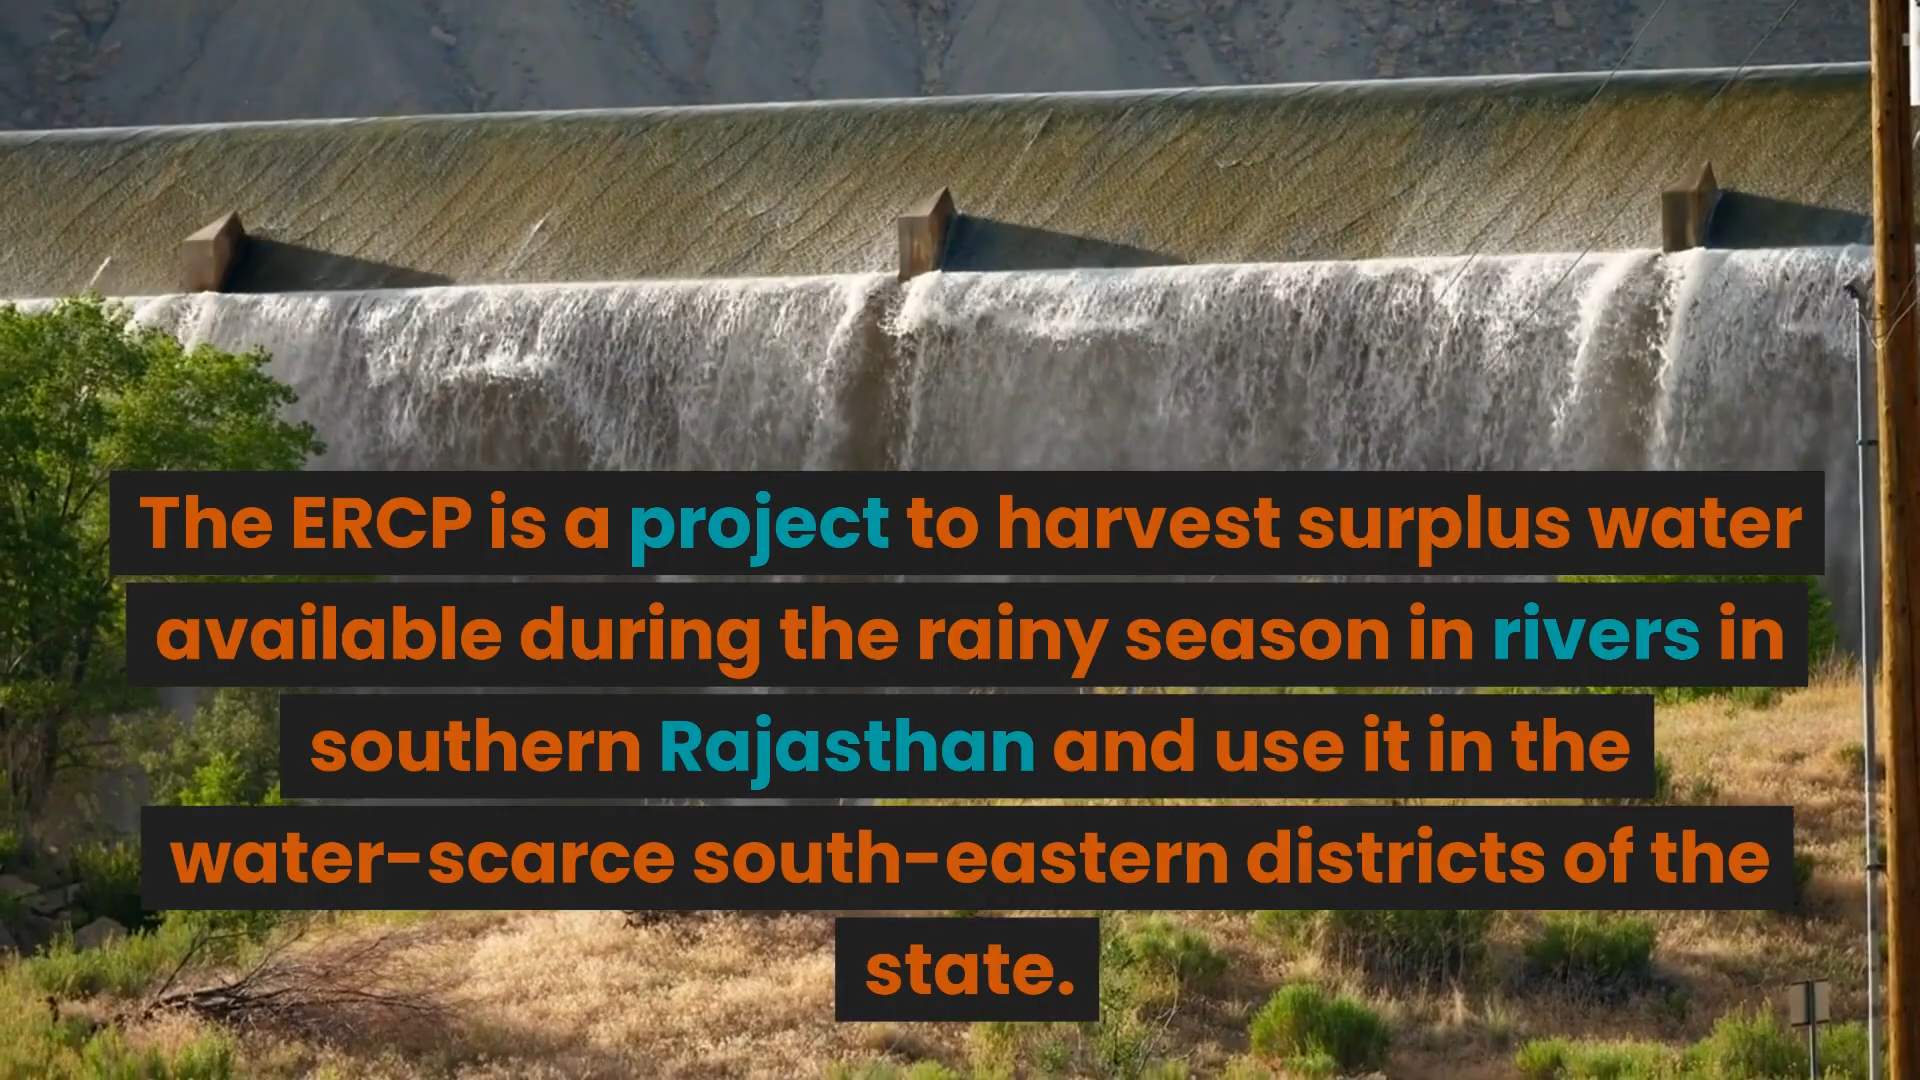 The ERCP is a project to harvest surplus water
available during the rainy season in rivers in
southern Rajasthan and use it in the
water-scarce south-eastern districts of the
state.